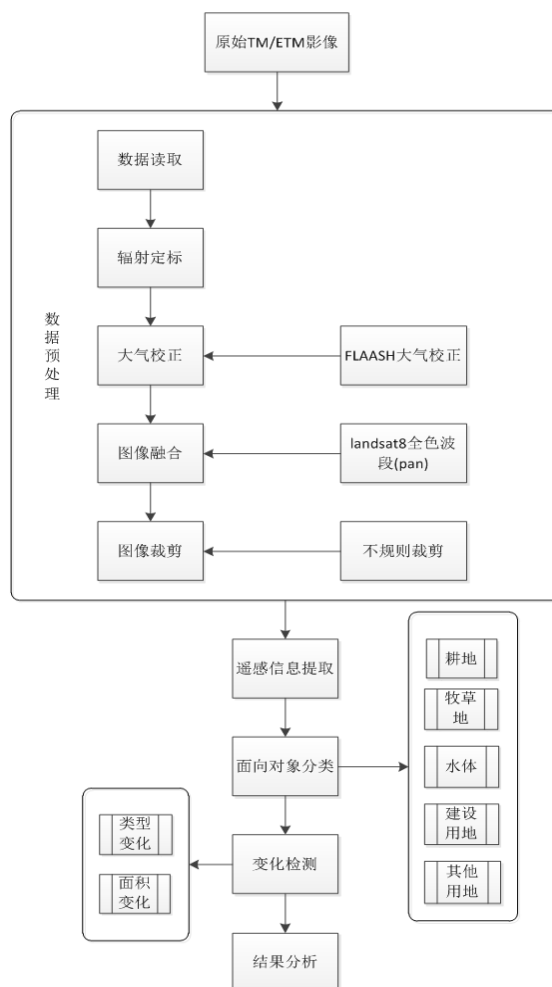 原始TM/ETM影像
数据读取
辐射定标
数
据
预
处
理
大气校正
FLAASH大气校正
图像融合
landsat8全色波
段(pan)
图像裁剪
不规则裁剪
遥感信息提取
耕地
牧草
地
面向对象分类
水体
建设
用地
类型
变化
变化检测
面积
变化
其他
用地
结果分析